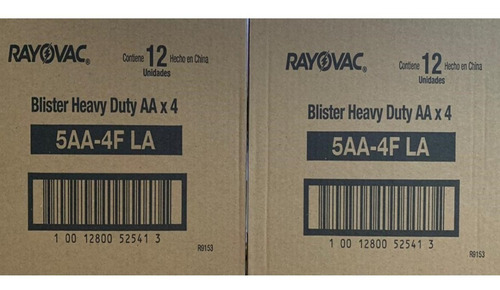 RAYOVAC® Contiene 12 Hecho en China
Unidades
Blister Heavy Duty AA x 4
5AA-4F LA
1 00 12800 52541 3
R9153
RAYOVAC® Contiene 12 Hecho en China
Unidades
Blister Heavy Duty AA x 4
5AA-4F LA
1 00 12800 52541 3
R9153